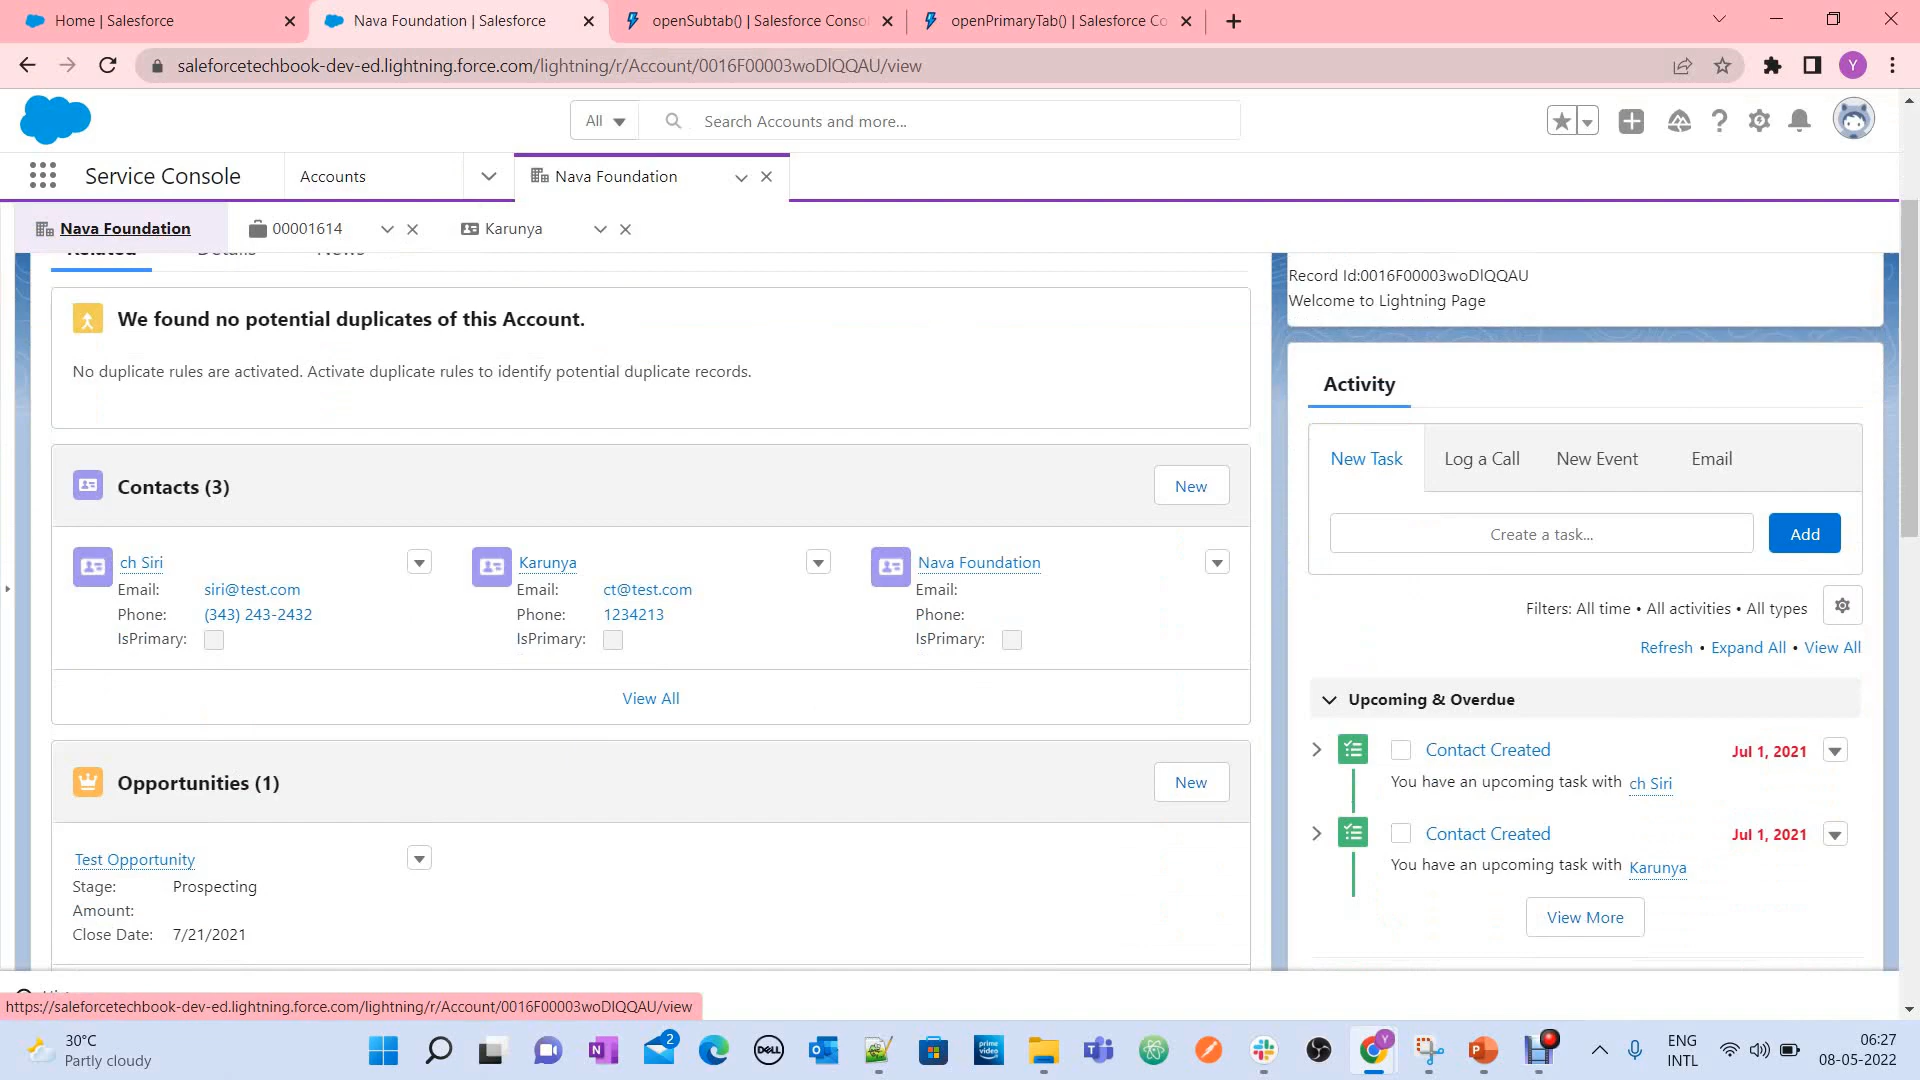 Home | Salesforce
Nava Foundation | Salesforce
openSubtab() | Salesforce Conso
openPrimaryTab() | Salesforce Co
saleforcetechbook-dev-ed.lightning.force.com/lightning/r/Account/0016F00003woDlQQAU/view
Y
All
Search Accounts and more...
Service Console
Accounts
Nava Foundation
Nava Foundation
00001614
Karunya
Related
Details
News
Record Id:0016F00003woDlQQAU
Welcome to Lightning Page
We found no potential duplicates of this Account.
No duplicate rules are activated. Activate duplicate rules to identify potential duplicate records.
Contacts (3)
New
ch Siri
Email: siri@test.com
Phone: (343) 243-2432
IsPrimary:
Karunya
Email: ct@test.com
Phone: 1234213
IsPrimary:
Nava Foundation
Email:
Phone:
IsPrimary:
View All
Opportunities (1)
New
Test Opportunity
Stage: Prospecting
Amount:
Close Date: 7/21/2021
Activity
New Task
Log a Call
New Event
Email
Create a task...
Add
Filters: All time • All activities • All types
Refresh • Expand All • View All
Upcoming & Overdue
Contact Created
Jul 1, 2021
You have an upcoming task with ch Siri
Contact Created
Jul 1, 2021
You have an upcoming task with Karunya
View More
https://saleforcetechbook-dev-ed.lightning.force.com/lightning/r/Account/0016F00003woDlQQAU/view
30°C
Partly cloudy
2
DELL
prime video
Y
ENG
INTL
06:27
08-05-2022